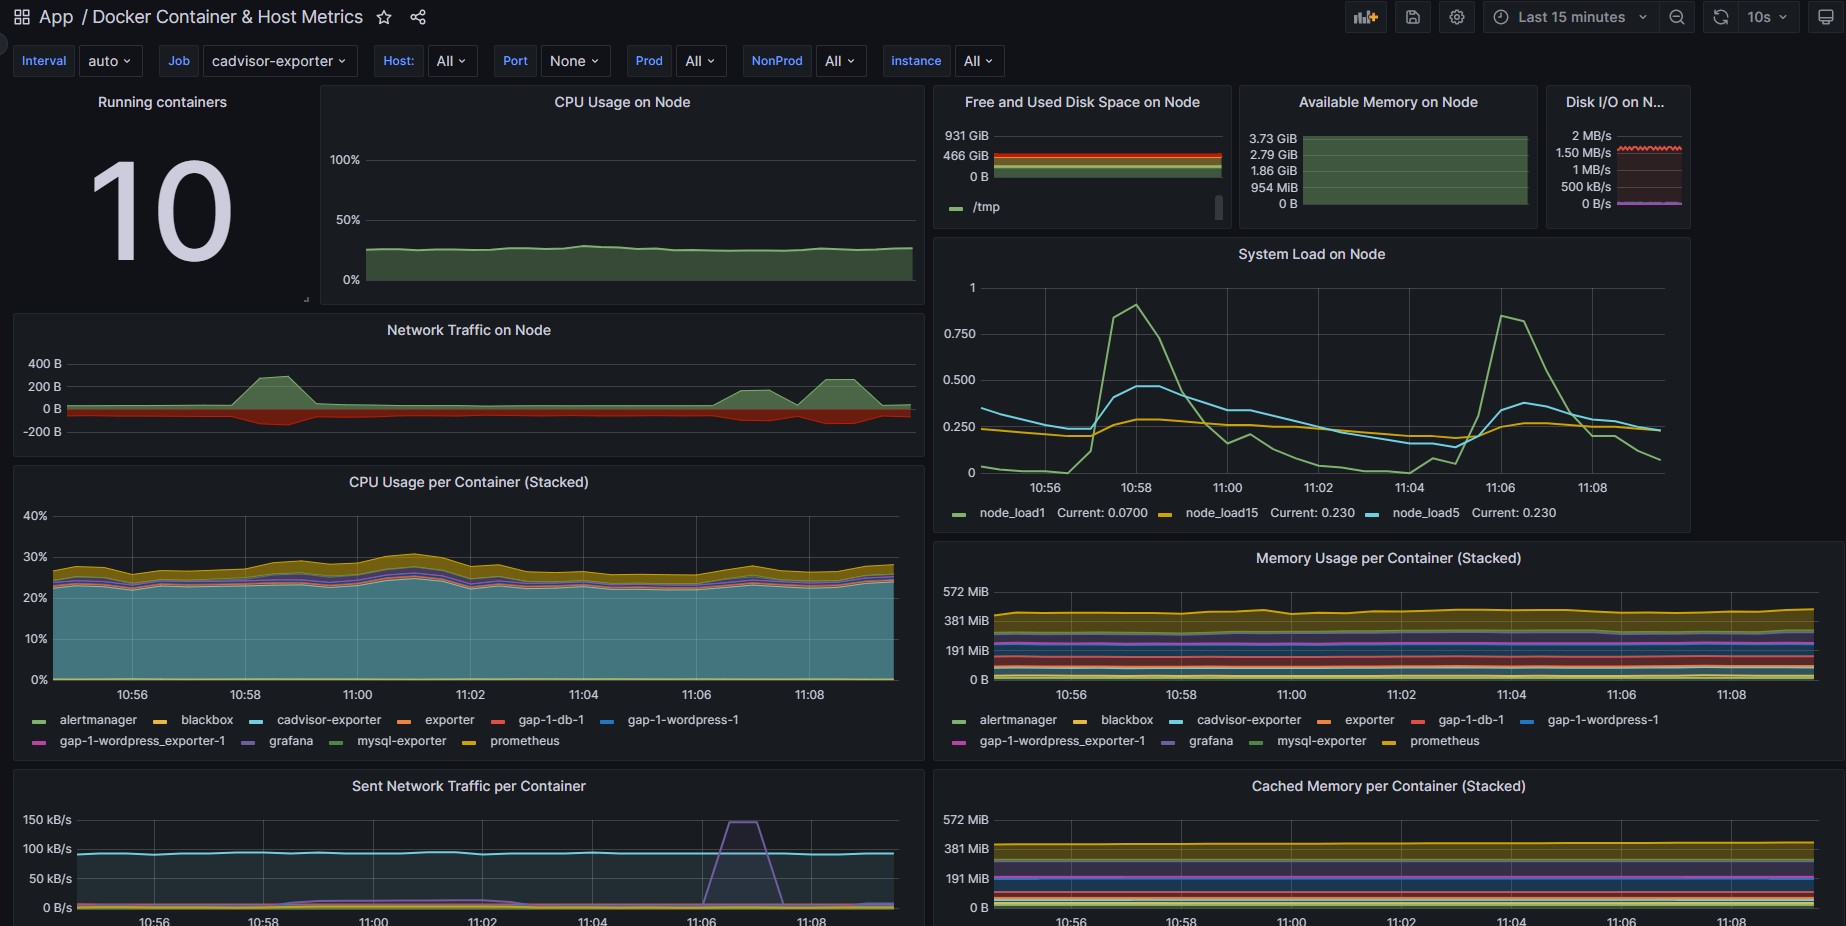 App / Docker Container & Host Metrics
Last 15 minutes
10s
Interval auto Job cadvisor-exporter Host: All Port None Prod All NonProd All instance All
Running containers
10
CPU Usage on Node
100%
50%
0%
Free and Used Disk Space on Node
931 GiB
466 GiB
0 B
/tmp
Available Memory on Node
3.73 GiB
2.79 GiB
1.86 GiB
954 MiB
0 B
Disk I/O on N...
2 MB/s
1.50 MB/s
1 MB/s
500 kB/s
0 B/s
Network Traffic on Node
400 B
200 B
0 B
-200 B
System Load on Node
1
0.750
0.500
0.250
0
10:56 10:58 11:00 11:02 11:04 11:06 11:08
node_load1 Current: 0.0700 node_load15 Current: 0.230 node_load5 Current: 0.230
CPU Usage per Container (Stacked)
40%
30%
20%
10%
0%
10:56 10:58 11:00 11:02 11:04 11:06 11:08
alertmanager blackbox cadvisor-exporter exporter gap-1-db-1 gap-1-wordpress-1
gap-1-wordpress_exporter-1 grafana mysql-exporter prometheus
Memory Usage per Container (Stacked)
572 MiB
381 MiB
191 MiB
0 B
10:56 10:58 11:00 11:02 11:04 11:06 11:08
alertmanager blackbox cadvisor-exporter exporter gap-1-db-1 gap-1-wordpress-1
gap-1-wordpress_exporter-1 grafana mysql-exporter prometheus
Sent Network Traffic per Container
150 kB/s
100 kB/s
50 kB/s
0 B/s
10:56 10:58 11:00 11:02 11:04 11:06 11:08
Cached Memory per Container (Stacked)
572 MiB
381 MiB
191 MiB
0 B
10:56 10:58 11:00 11:02 11:04 11:06 11:08